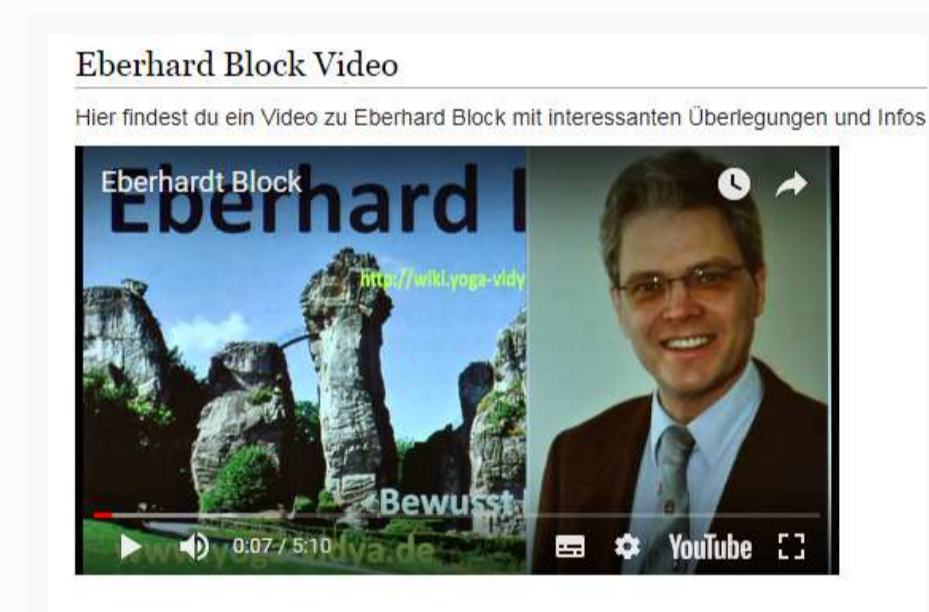 Eberhard Block Video
Hier findest du ein Video zu Eberhard Block mit interessanten Überlegungen und Infos
Eberhardt Block
Eberhard
http://wiki.yoga-vidy
Bewusst
0:07 / 5:10
YouTube